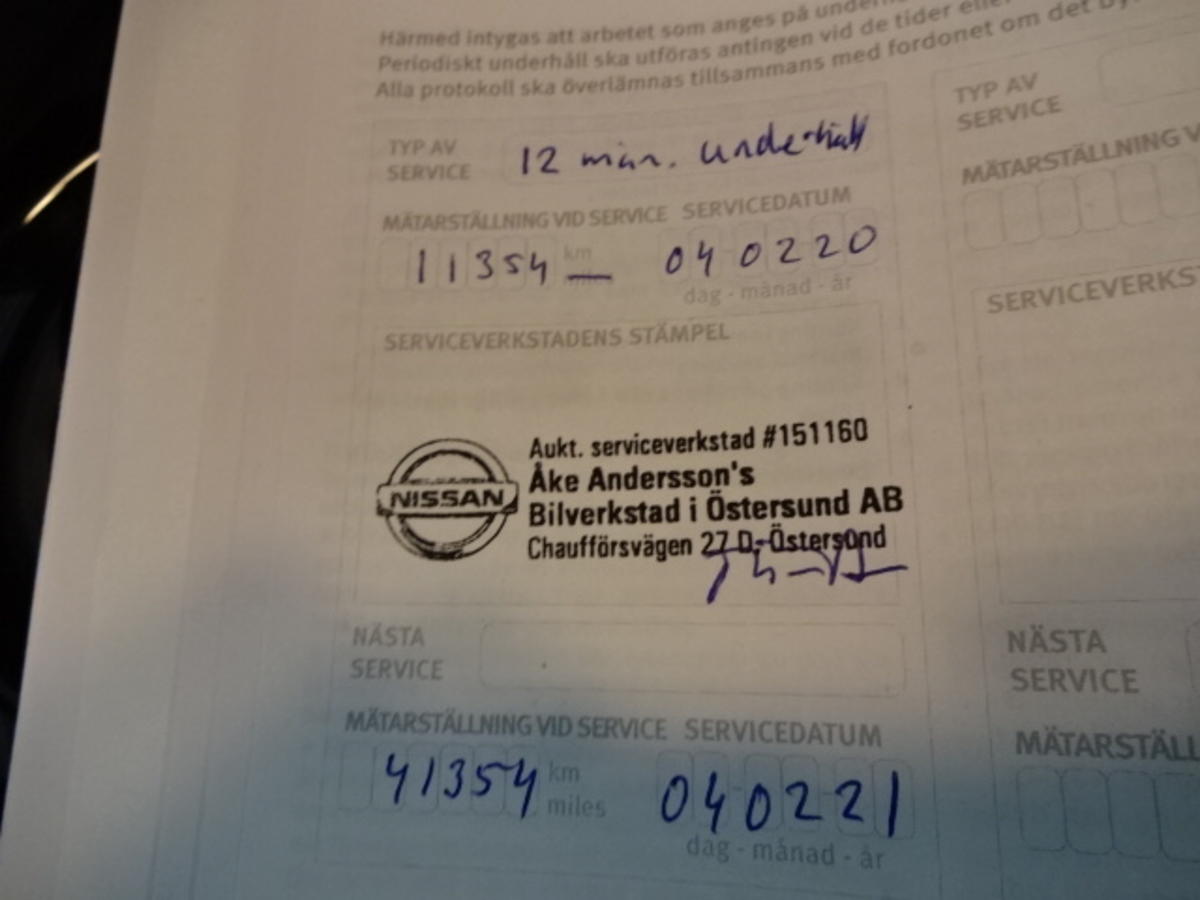 Härmed intygas att arbetet som anges på
Periodiskt underhåll ska utföras antingen vid de tider
Alla protokoll ska överlämnas tillsammans med fordonet om det
TYP AV
SERVICE 12 mån. underhåll
MÄTARSTÄLLNING VID SERVICE SERVICEDATUM
11354 km 040220
miles
dag - månad - år
SERVICEVERKSTADENS STÄMPEL
NISSAN
Aukt. serviceverkstad #151160
Åke Andersson's
Bilverkstad i Östersund AB
Chaufförsvägen 27 D, Östersund
NÄSTA
SERVICE
MÄTARSTÄLLNING VID SERVICE SERVICEDATUM
41354 km 040221
miles
dag - månad - år
TYP AV
SERVICE
MÄTARSTÄLLNING V
SERVICEVERKS
NÄSTA
SERVICE
MÄTARSTÄLL